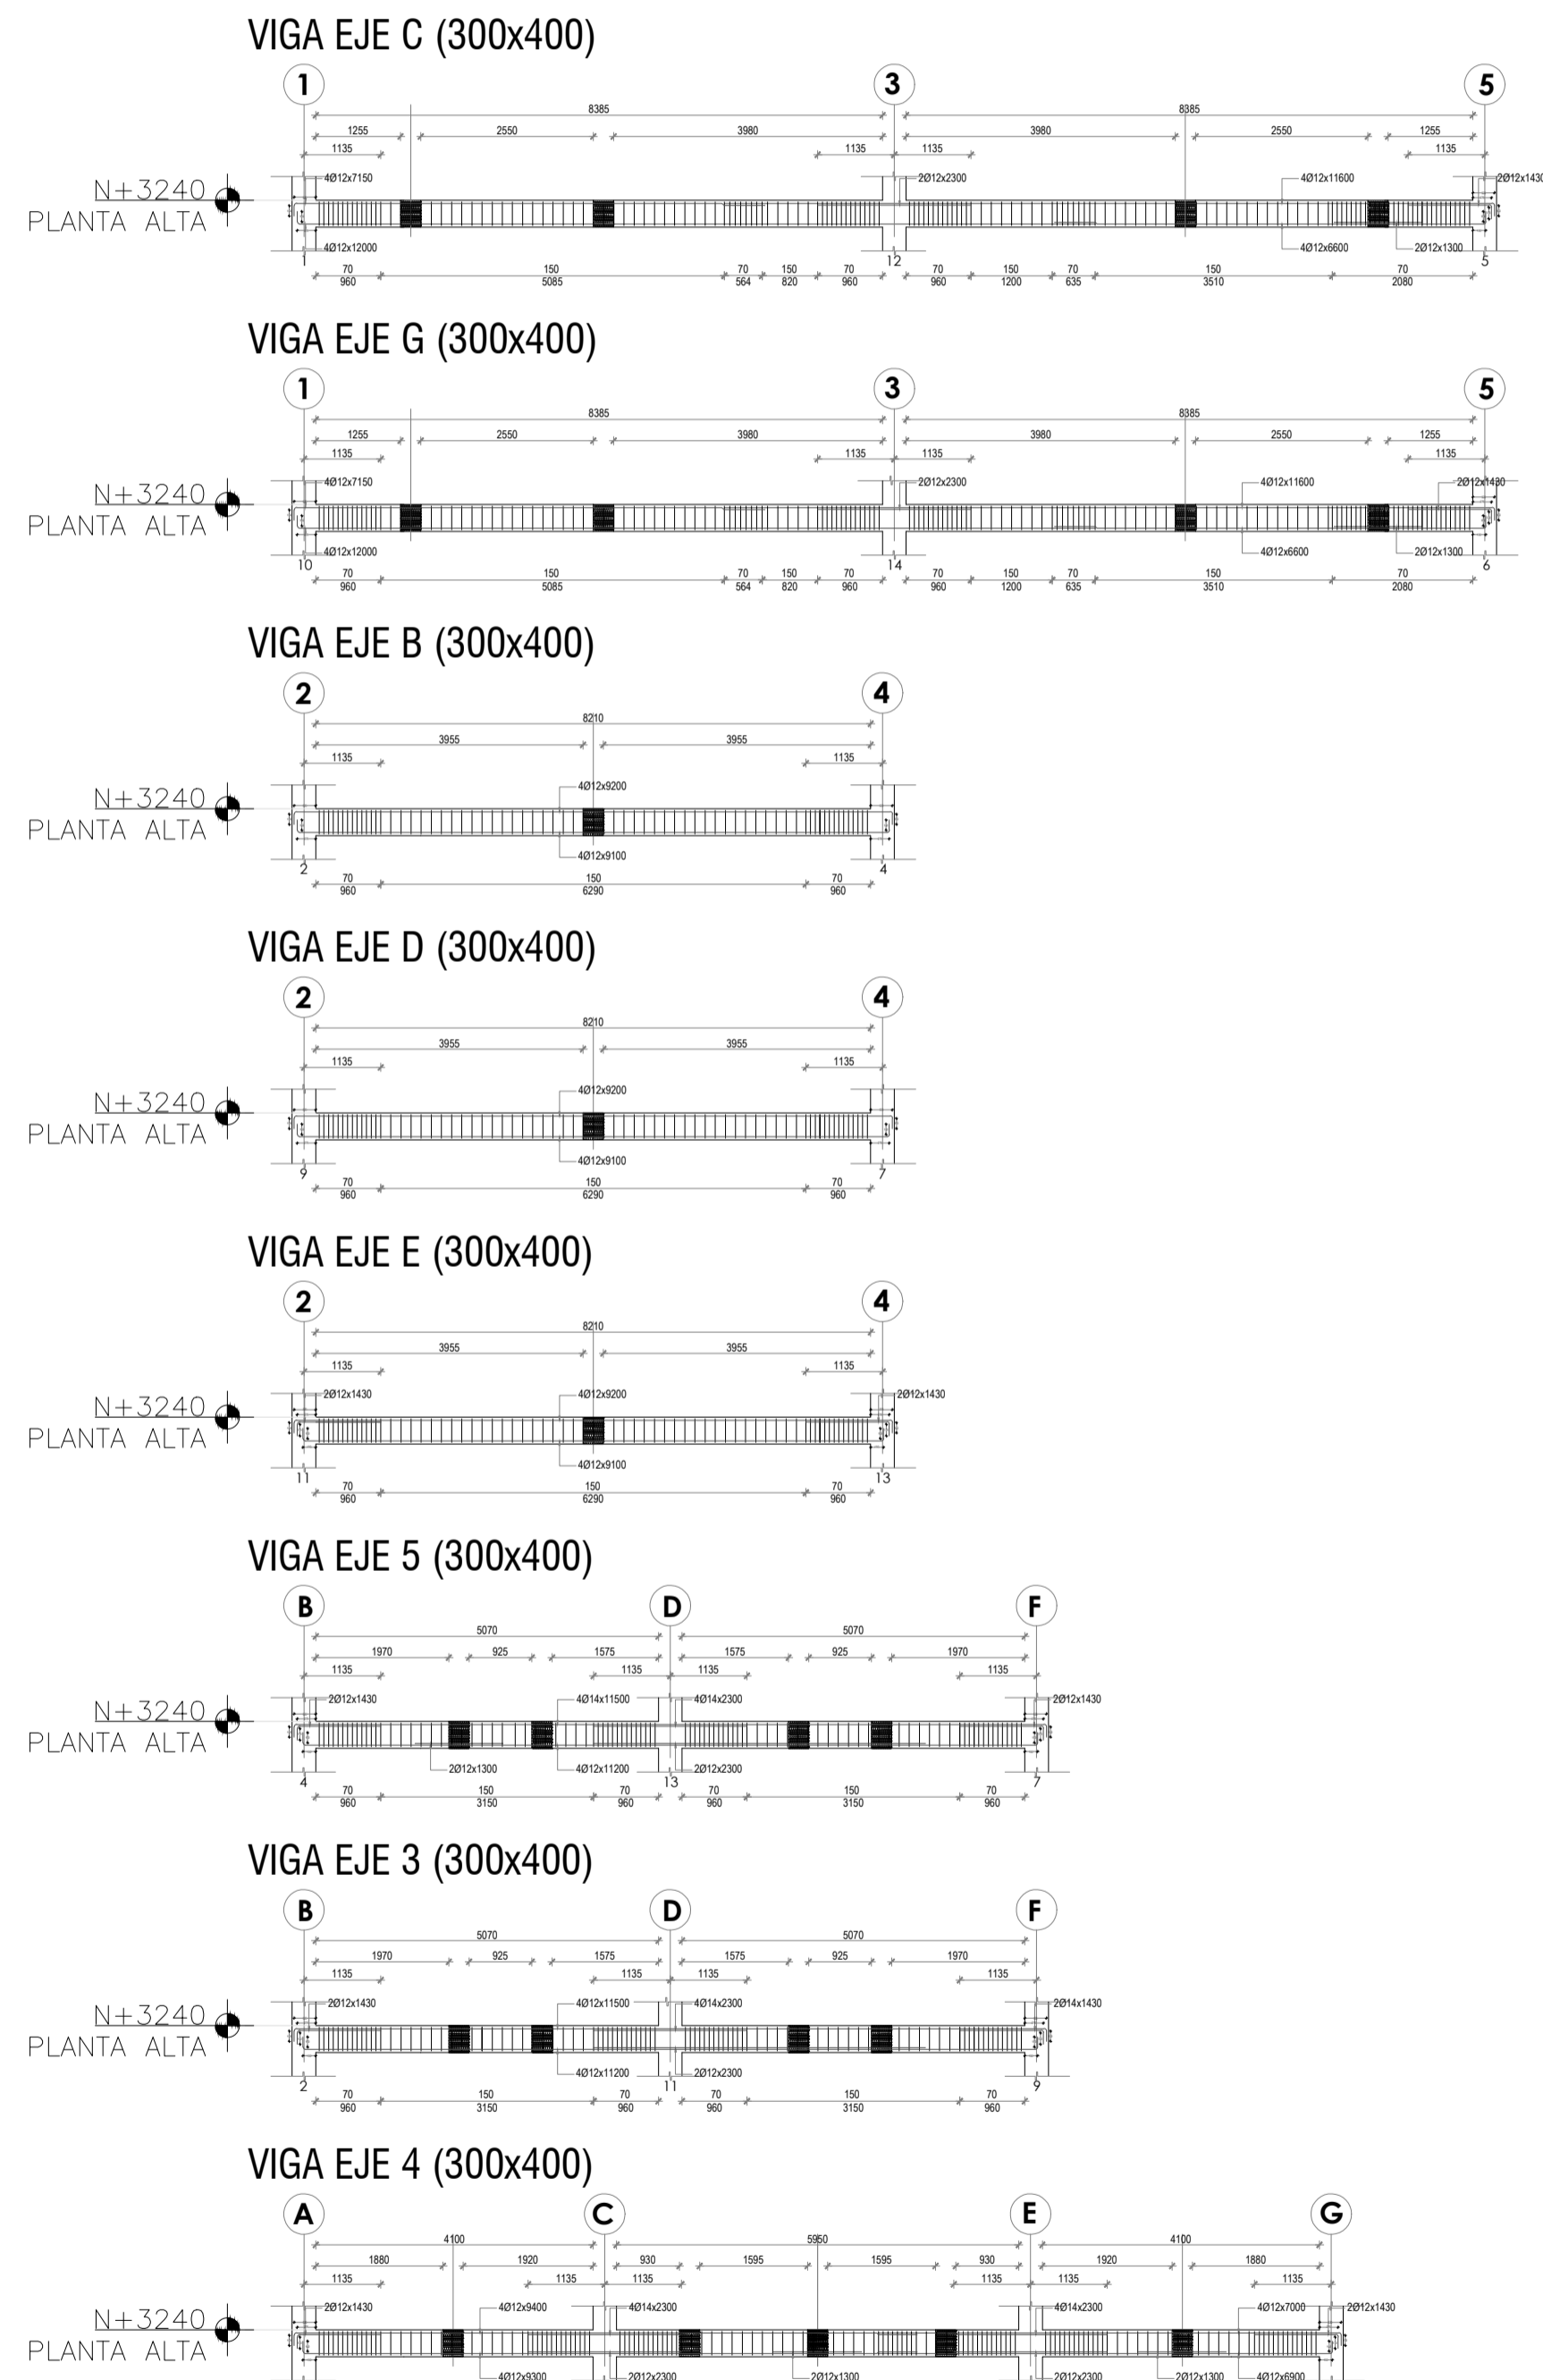 VIGA EJE C (300x400)
1 3 5
8385 8385
1255 2550 3980 3980 2550 1255
1135 1135 1135 1135
4Ø12x7150 2Ø12x2300 4Ø12x11600 2Ø12x1430
N+3240
PLANTA ALTA
4Ø12x12000 4Ø12x6600 2Ø12x1300
1 12 5
70 150 70 150 70 70 150 70 150 70
960 5085 564 820 960 960 1200 635 3510 2080
VIGA EJE G (300x400)
1 3 5
8385 8385
1255 2550 3980 3980 2550 1255
1135 1135 1135 1135
4Ø12x7150 2Ø12x2300 4Ø12x11600 2Ø12x1430
N+3240
PLANTA ALTA
4Ø12x12000 4Ø12x6600 2Ø12x1300
10 14 6
70 150 70 150 70 70 150 70 150 70
960 5085 564 820 960 960 1200 635 3510 2080
VIGA EJE B (300x400)
2 4
8210
3955 3955
1135 1135
4Ø12x9200
N+3240
PLANTA ALTA
4Ø12x9100
2 4
70 150 70
960 6290 960
VIGA EJE D (300x400)
2 4
8210
3955 3955
1135 1135
4Ø12x9200
N+3240
PLANTA ALTA
4Ø12x9100
9 7
70 150 70
960 6290 960
VIGA EJE E (300x400)
2 4
8210
3955 3955
1135 1135
2Ø12x1430 4Ø12x9200 2Ø12x1430
N+3240
PLANTA ALTA
4Ø12x9100
11 13
70 150 70
960 6290 960
VIGA EJE 5 (300x400)
B D F
5070 5070
1970 925 1575 1575 925 1970
1135 1135 1135 1135
2Ø12x1430 4Ø14x11500 4Ø14x2300 2Ø12x1430
N+3240
PLANTA ALTA
2Ø12x1300 4Ø12x11200 2Ø12x2300
4 13 7
70 150 70 70 150 70
960 3150 960 960 3150 960
VIGA EJE 3 (300x400)
B D F
5070 5070
1970 925 1575 1575 925 1970
1135 1135 1135 1135
2Ø12x1430 4Ø12x11500 4Ø14x2300 2Ø14x1430
N+3240
PLANTA ALTA
4Ø12x11200 2Ø12x2300
2 11 9
70 150 70 70 150 70
960 3150 960 960 3150 960
VIGA EJE 4 (300x400)
A C E G
4100 5950 4100
1880 1920 930 1595 1595 930 1920 1880
1135 1135 1135 1135 1135 1135
2Ø12x1430 4Ø12x9400 4Ø14x2300 4Ø14x2300 4Ø12x7000 2Ø12x1430
N+3240
PLANTA ALTA
4Ø12x9300 2Ø12x2300 2Ø12x1300 2Ø12x2300 2Ø12x1300 4Ø12x6900